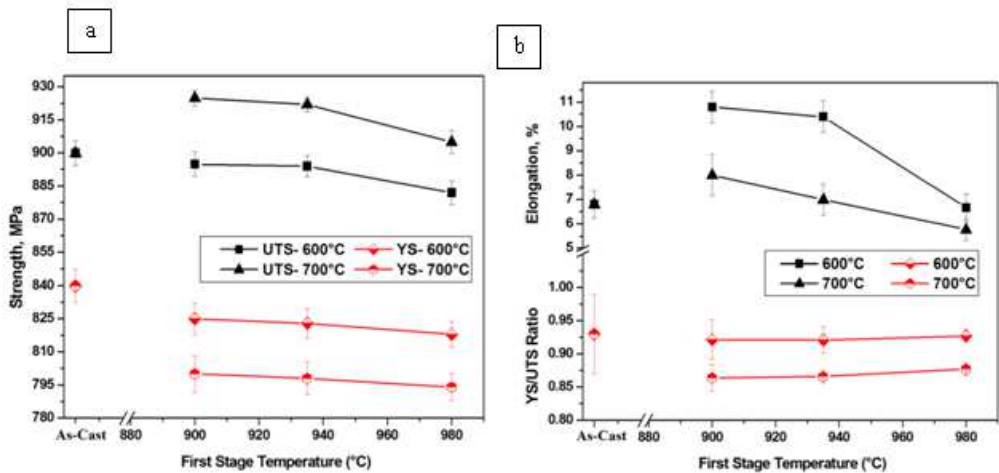 a
b
930
915
900
885
870
855
840
825
810
795
780
Strength, MPa
UTS- 600°C YS- 600°C
UTS- 700°C YS- 700°C
As-Cast 880 900 920 940 960 980
First Stage Temperature (°C)
11
10
9
8
7
6
5
Elongation, %
600°C 600°C
700°C 700°C
1.00
0.95
0.90
0.85
0.80
YS/UTS Ratio
As-Cast 880 900 920 940 960 980
First Stage Temperature (°C)